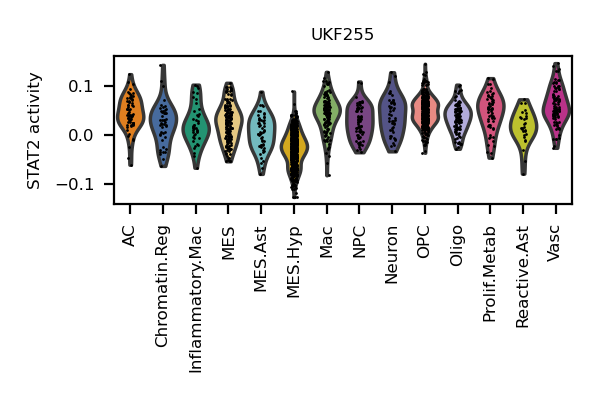 UKF255
STAT2 activity
0.1
0.0
−0.1
AC
Chromatin.Reg
Inflammatory.Mac
MES
MES.Ast
MES.Hyp
Mac
NPC
Neuron
OPC
Oligo
Prolif.Metab
Reactive.Ast
Vasc